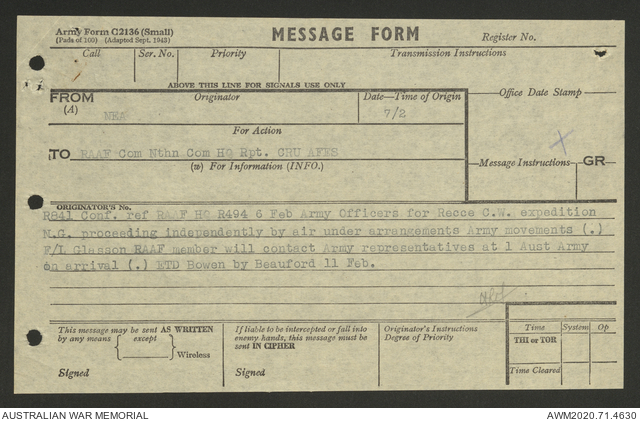 Army Form C2136 (Small)
(Pads of 100) (Adapted Sept. 1943)
MESSAGE FORM
Register No.
Call Ser. No. Priority Transmission Instructions
ABOVE THIS LINE FOR SIGNALS USE ONLY
FROM Originator Date—Time of Origin Office Date Stamp
(A) 7/2
For Action
TO RAAF Com Nthn Com HQ Rpt. CRU AFHS
(W) For Information (INFO.) Message Instructions GR
ORIGINATOR'S No.
R841 Conf. ref RAAF HQ R494 6 Feb Army Officers for Recce C.W. expedition
N.G. proceeding independently by air under arrangements Army movements (.)
F/L Glasson RAAF member will contact Army representatives at 1 Aust Army
on arrival (.) ETD Bowen by Beauford 11 Feb.
This message may be sent AS WRITTEN
by any means except
Wireless
Signed
If liable to be intercepted or fall into
enemy hands, this message must be
sent IN CIPHER
Signed
Originator's Instructions
Degree of Priority
Time System Op
THI or TOR
Time Cleared
AUSTRALIAN WAR MEMORIAL AWM2020.71.4630